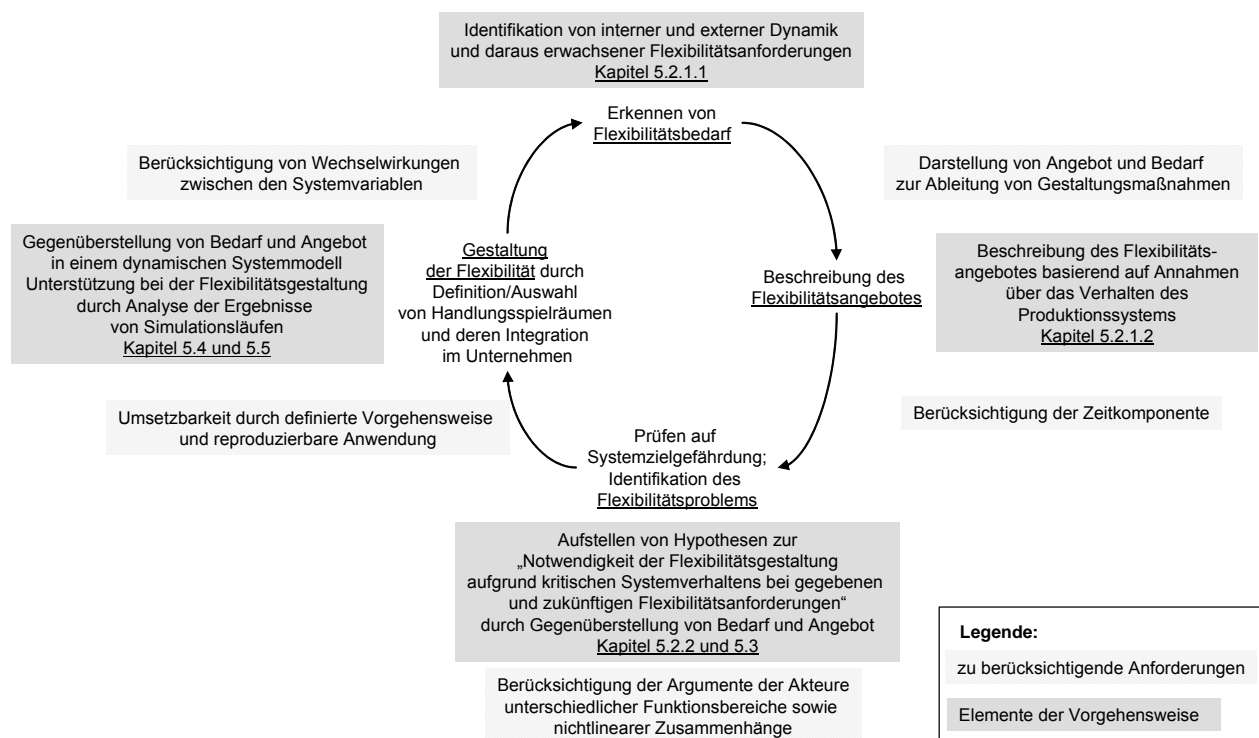 Identifikation von interner und externer Dynamik
und daraus erwachsener Flexibilitätsanforderungen
Kapitel 5.2.1.1
Erkennen von
Flexibilitätsbedarf
Berücksichtigung von Wechselwirkungen
zwischen den Systemvariablen
Darstellung von Angebot und Bedarf
zur Ableitung von Gestaltungsmaßnahmen
Gegenüberstellung von Bedarf und Angebot
in einem dynamischen Systemmodell
Unterstützung bei der Flexibilitätsgestaltung
durch Analyse der Ergebnisse
von Simulationsläufen
Kapitel 5.4 und 5.5
Gestaltung
der Flexibilität durch
Definition/Auswahl
von Handlungsspielräumen
und deren Integration
im Unternehmen
Beschreibung des
Flexibilitätsangebotes
Beschreibung des Flexibilitäts-
angebotes basierend auf Annahmen
über das Verhalten des
Produktionssystems
Kapitel 5.2.1.2
Umsetzbarkeit durch definierte Vorgehensweise
und reproduzierbare Anwendung
Berücksichtigung der Zeitkomponente
Prüfen auf
Systemzielgefährdung;
Identifikation des
Flexibilitätsproblems
Aufstellen von Hypothesen zur
„Notwendigkeit der Flexibilitätsgestaltung
aufgrund kritischen Systemverhaltens bei gegebenen
und zukünftigen Flexibilitätsanforderungen“
durch Gegenüberstellung von Bedarf und Angebot
Kapitel 5.2.2 und 5.3
Berücksichtigung der Argumente der Akteure
unterschiedlicher Funktionsbereiche sowie
nichtlinearer Zusammenhänge
Legende:
zu berücksichtigende Anforderungen
Elemente der Vorgehensweise